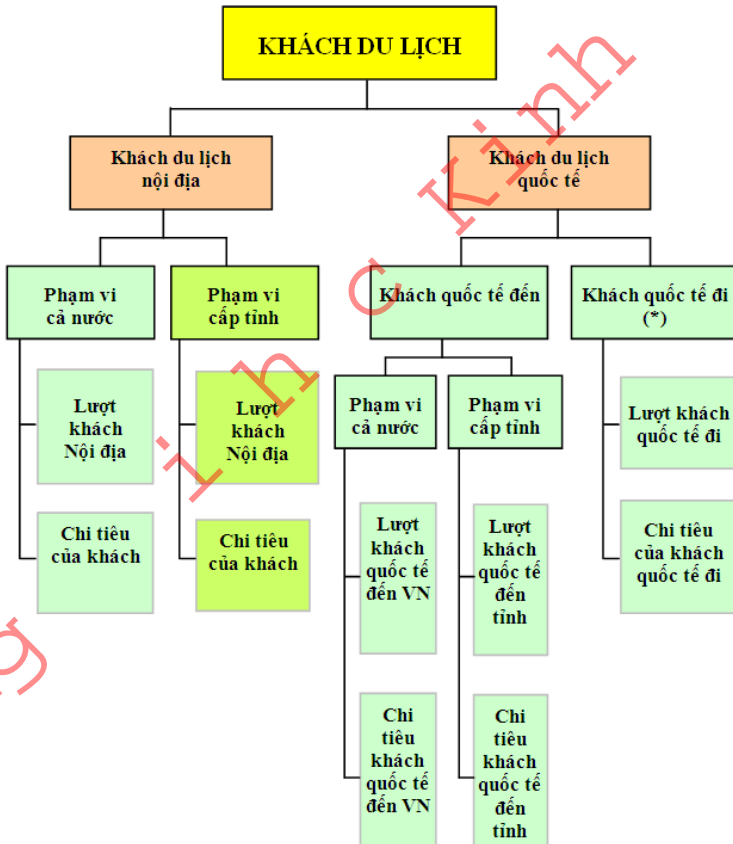 KHÁCH DU LỊCH
Khách du lịch
nội địa
Khách du lịch
quốc tế
Phạm vi
cả nước
Phạm vi
cấp tỉnh
Khách quốc tế đến
Khách quốc tế đi
(*)
Lượt
khách
Nội địa
Lượt
khách
Nội địa
Phạm vi
cả nước
Phạm vi
cấp tỉnh
Lượt khách
quốc tế đi
Chi tiêu
của khách
Chi tiêu
của khách
Lượt
khách
quốc tế
đến VN
Lượt
khách
quốc tế
đến
tỉnh
Chi tiêu
của khách
quốc tế đi
Chi
tiêu
khách
quốc tế
đến VN
Chi
tiêu
khách
quốc tế
đến
tỉnh
g i h c Kinh